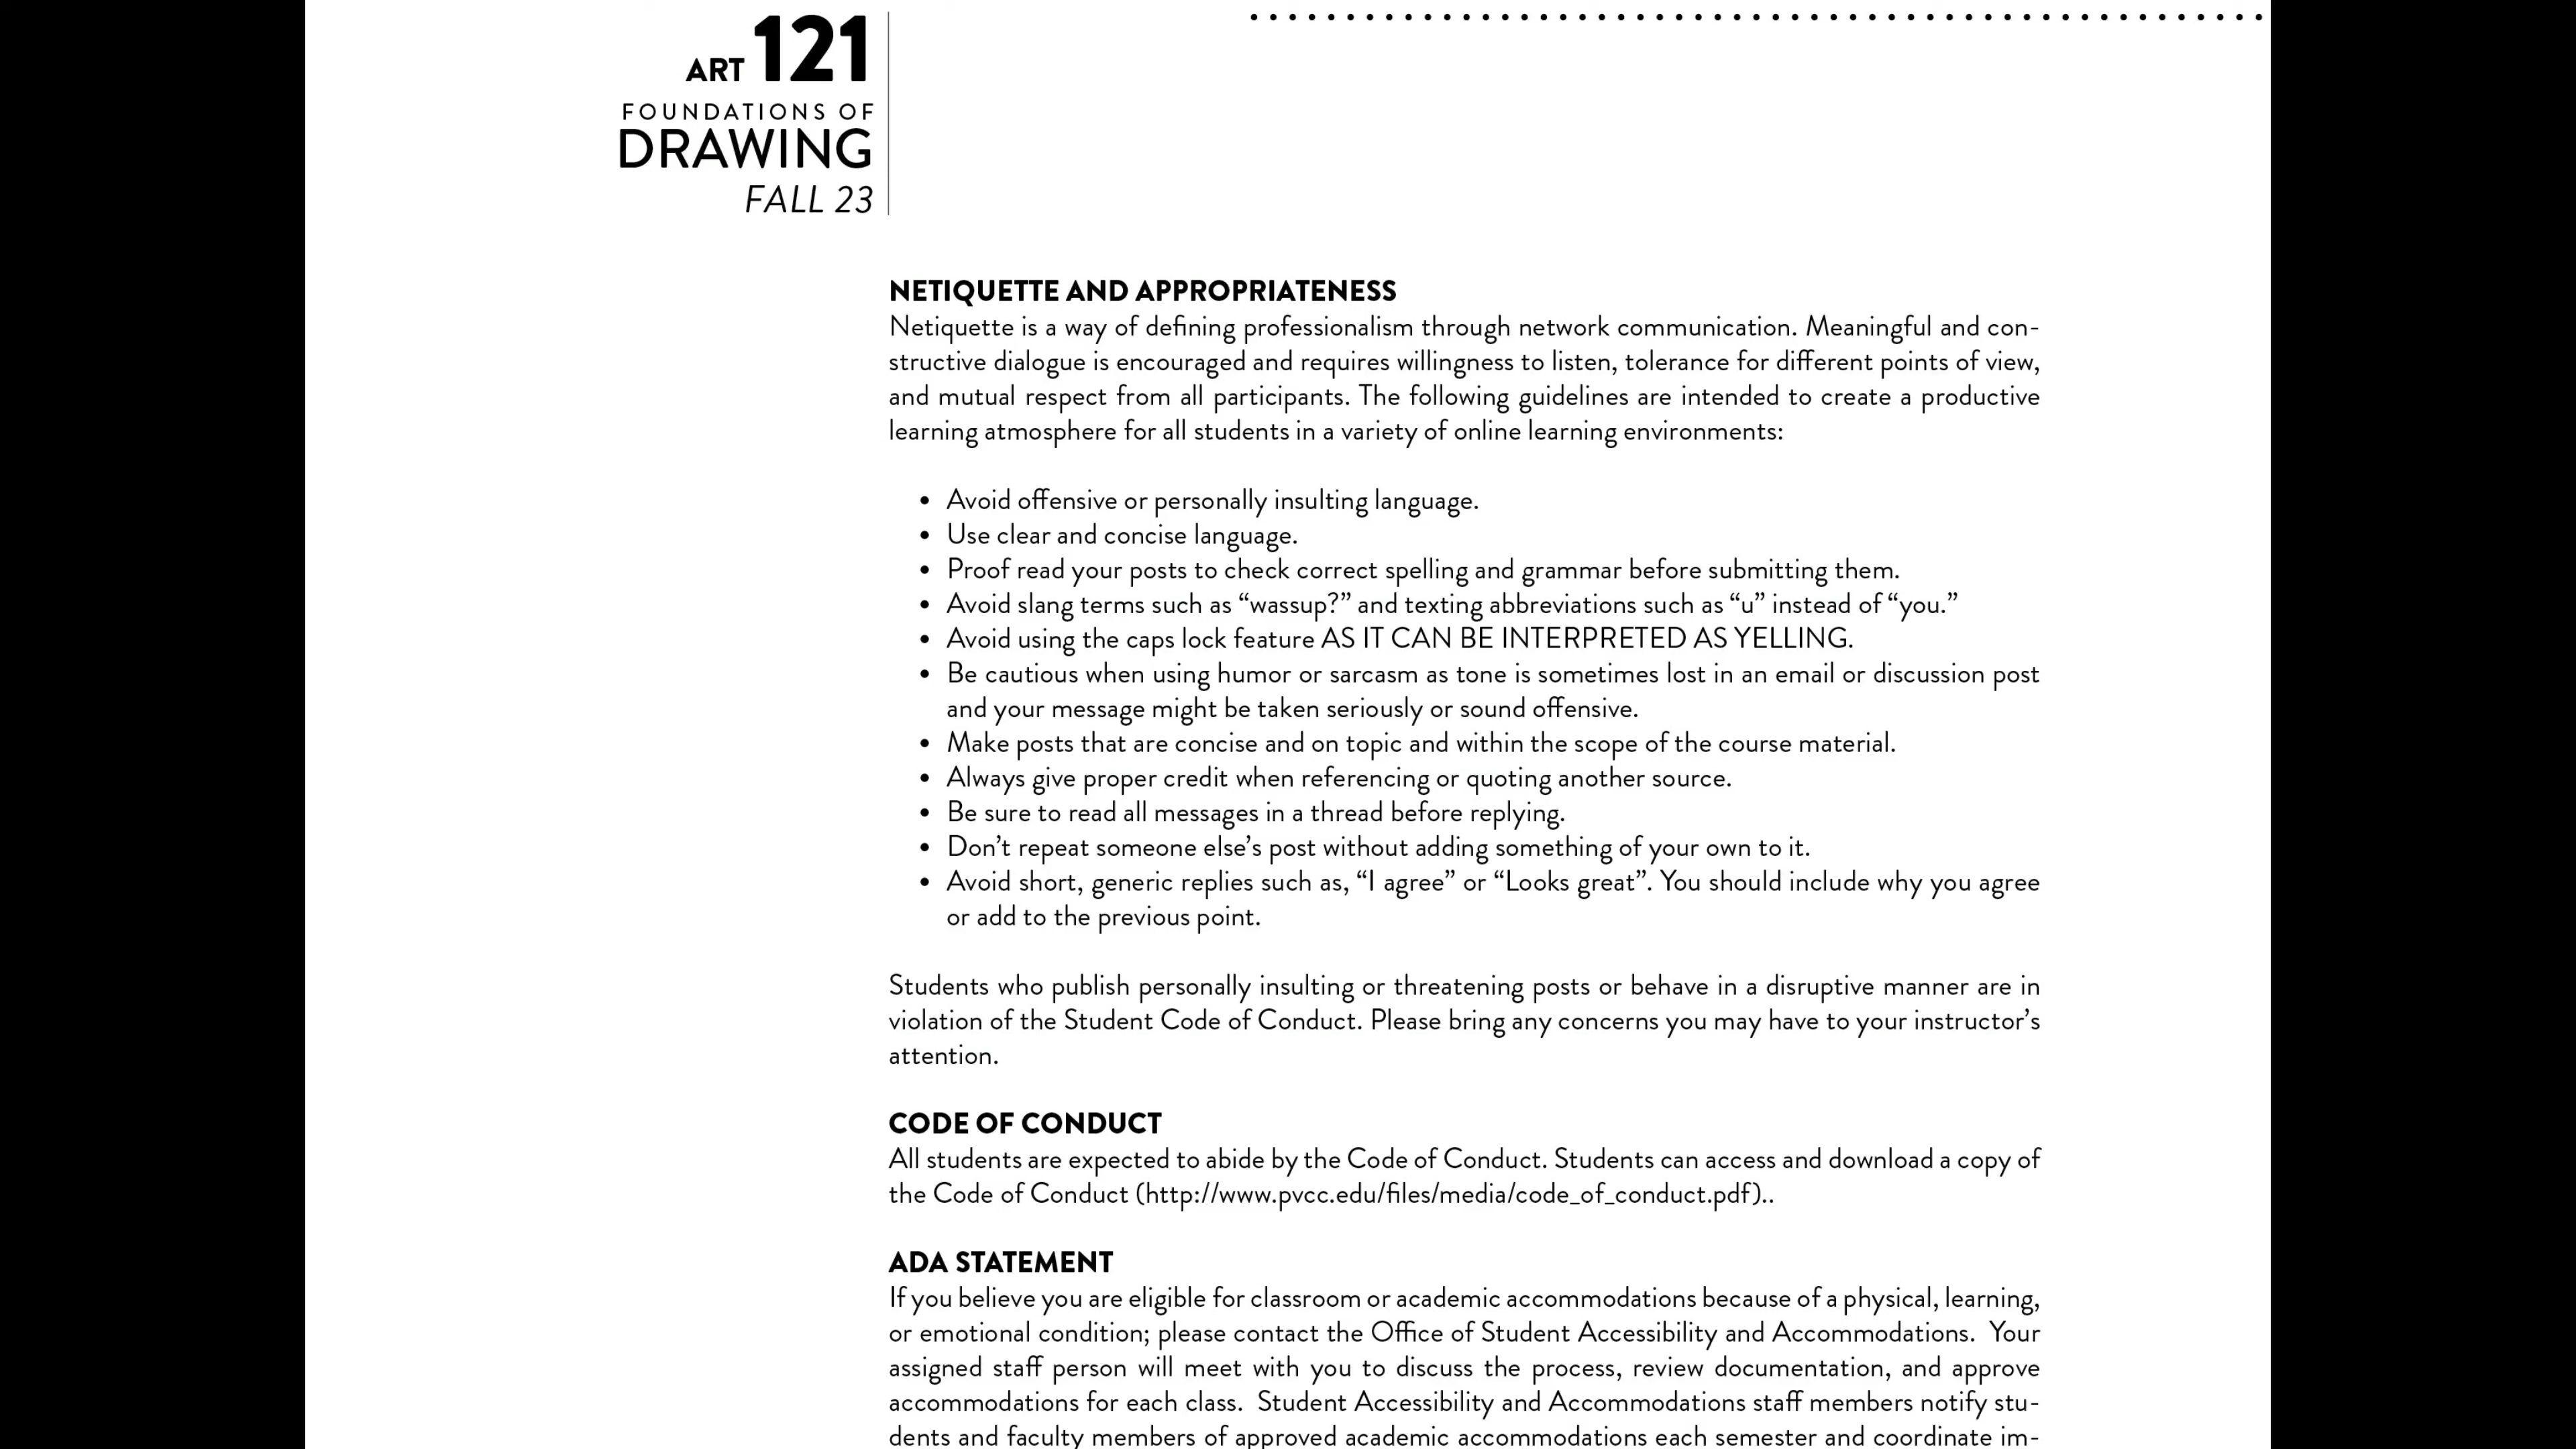 ART 121
FOUNDATIONS OF
DRAWING
FALL 23
NETIQUETTE AND APPROPRIATENESS
Netiquette is a way of defining professionalism through network communication. Meaningful and con-
structive dialogue is encouraged and requires willingness to listen, tolerance for different points of view,
and mutual respect from all participants. The following guidelines are intended to create a productive
learning atmosphere for all students in a variety of online learning environments:
• Avoid offensive or personally insulting language.
• Use clear and concise language.
• Proof read your posts to check correct spelling and grammar before submitting them.
• Avoid slang terms such as “wassup?” and texting abbreviations such as “u” instead of “you.”
• Avoid using the caps lock feature AS IT CAN BE INTERPRETED AS YELLING.
• Be cautious when using humor or sarcasm as tone is sometimes lost in an email or discussion post
and your message might be taken seriously or sound offensive.
• Make posts that are concise and on topic and within the scope of the course material.
• Always give proper credit when referencing or quoting another source.
• Be sure to read all messages in a thread before replying.
• Don’t repeat someone else’s post without adding something of your own to it.
• Avoid short, generic replies such as, “I agree” or “Looks great”. You should include why you agree
or add to the previous point.
Students who publish personally insulting or threatening posts or behave in a disruptive manner are in
violation of the Student Code of Conduct. Please bring any concerns you may have to your instructor’s
attention.
CODE OF CONDUCT
All students are expected to abide by the Code of Conduct. Students can access and download a copy of
the Code of Conduct (http://www.pvcc.edu/files/media/code_of_conduct.pdf)..
ADA STATEMENT
If you believe you are eligible for classroom or academic accommodations because of a physical, learning,
or emotional condition; please contact the Office of Student Accessibility and Accommodations.  Your
assigned staff person will meet with you to discuss the process, review documentation, and approve
accommodations for each class.  Student Accessibility and Accommodations staff members notify stu-
dents and faculty members of approved academic accommodations each semester and coordinate im-